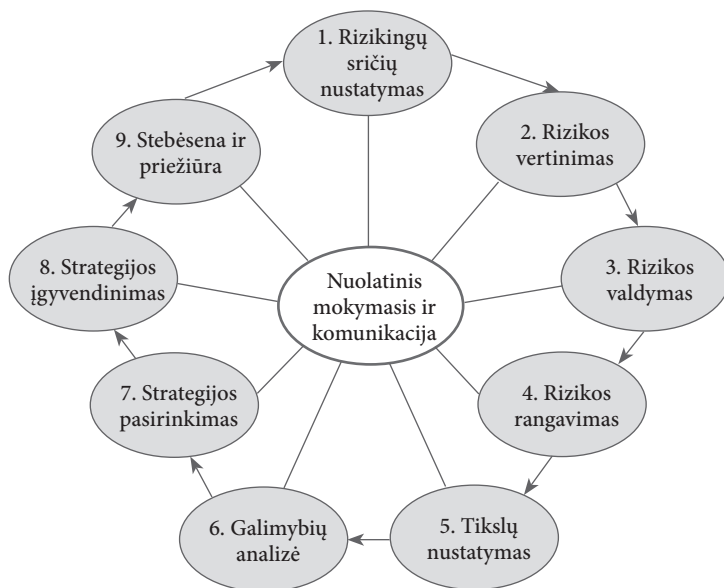 1. Rizikingų
sričių
nustatymas
2. Rizikos
vertinimas
3. Rizikos
valdymas
4. Rizikos
rangavimas
5. Tikslų
nustatymas
6. Galimybių
analizė
7. Strategijos
pasirinkimas
8. Strategijos
įgyvendinimas
9. Stebėsena ir
priežiūra
Nuolatinis
mokymasis ir
komunikacija